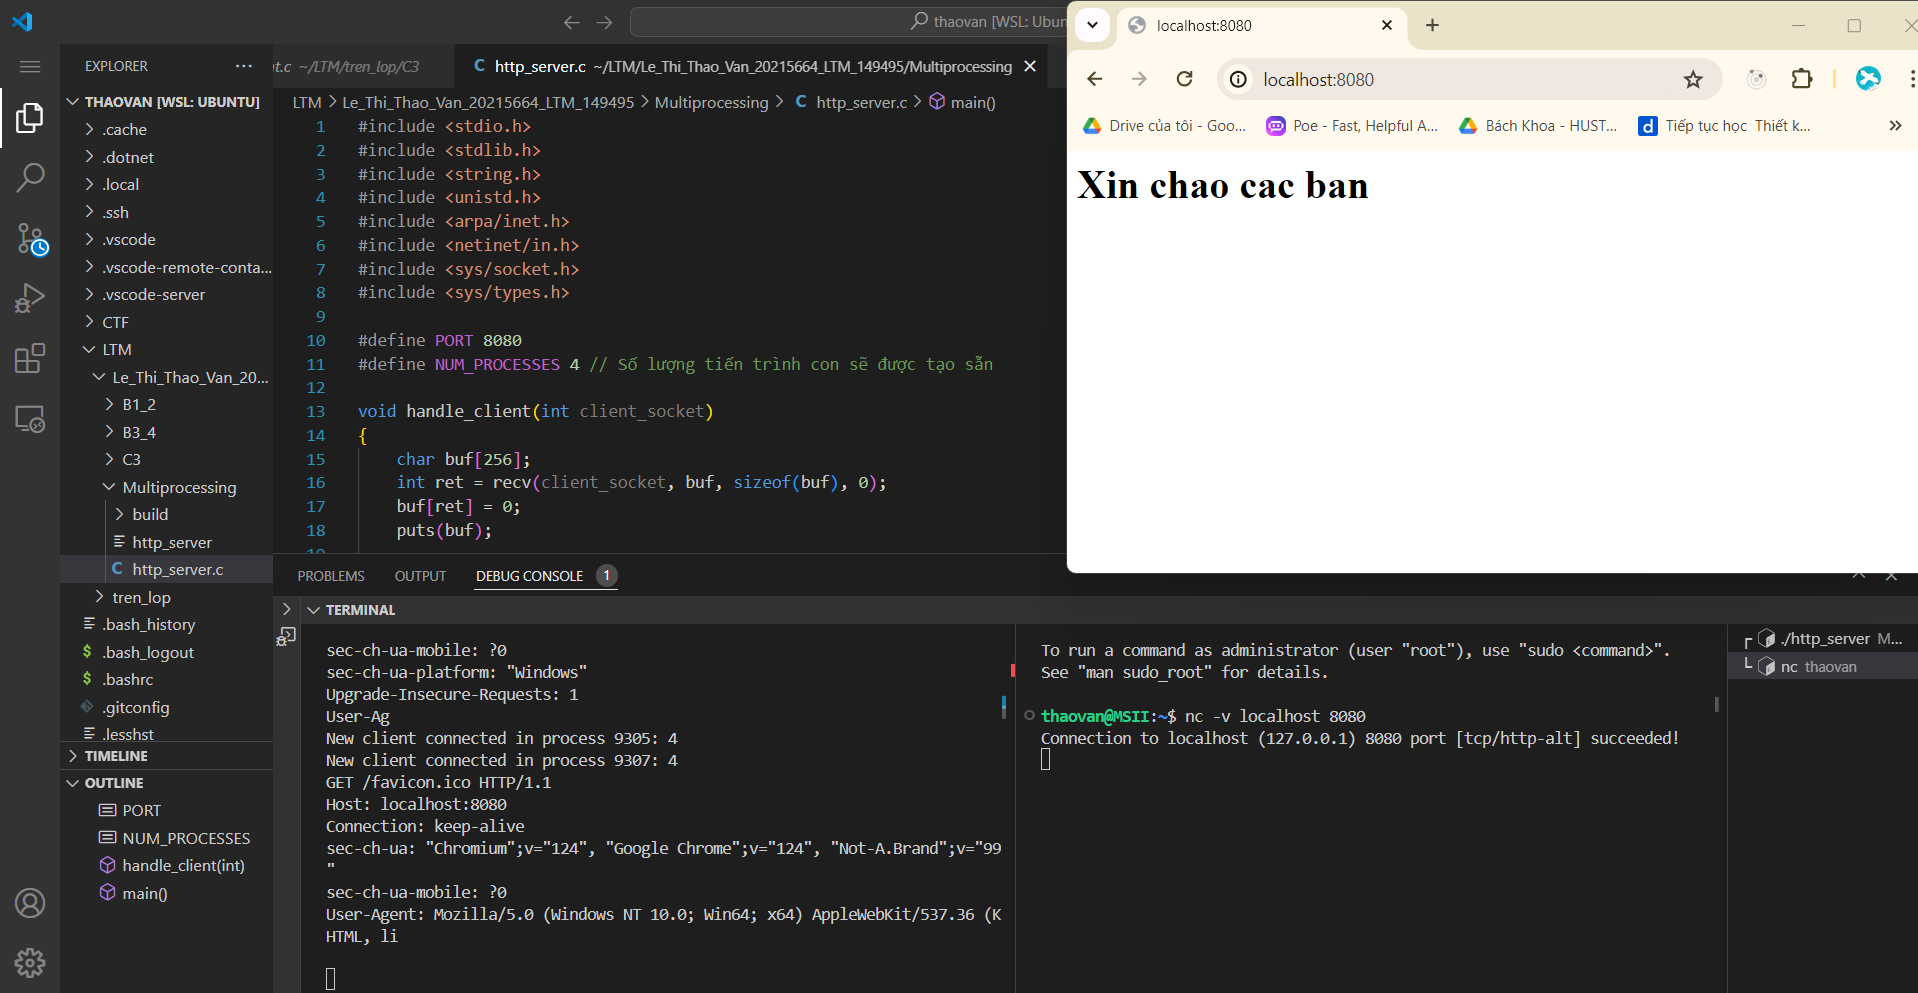 thaovan [WSL: Ubun
EXPLORER
THAOVAN [WSL: UBUNTU]
.cache
.dotnet
.local
.ssh
.vscode
.vscode-remote-conta...
.vscode-server
CTF
LTM
Le_Thi_Thao_Van_20...
B1_2
B3_4
C3
Multiprocessing
build
http_server
C http_server.c
tren_lop
.bash_history
$ .bash_logout
$ .bashrc
.gitconfig
.lesshst
TIMELINE
OUTLINE
PORT
NUM_PROCESSES
handle_client(int)
main()
t.c ~/LTM/tren_lop/C3
C http_server.c ~/LTM/Le_Thi_Thao_Van_20215664_LTM_149495/Multiprocessing
LTM > Le_Thi_Thao_Van_20215664_LTM_149495 > Multiprocessing > C http_server.c > main()
1 #include <stdio.h>
2 #include <stdlib.h>
3 #include <string.h>
4 #include <unistd.h>
5 #include <arpa/inet.h>
6 #include <netinet/in.h>
7 #include <sys/socket.h>
8 #include <sys/types.h>
9
10 #define PORT 8080
11 #define NUM_PROCESSES 4 // Số lượng tiến trình con sẽ được tạo sẵn
12
13 void handle_client(int client_socket)
14 {
15 char buf[256];
16 int ret = recv(client_socket, buf, sizeof(buf), 0);
17 buf[ret] = 0;
18 puts(buf);
localhost:8080
localhost:8080
Drive của tôi - Goo...
Poe - Fast, Helpful A...
Bách Khoa - HUST...
d Tiếp tục học Thiết k...
Xin chao cac ban
PROBLEMS
OUTPUT
DEBUG CONSOLE 1
TERMINAL
sec-ch-ua-mobile: ?0
sec-ch-ua-platform: "Windows"
Upgrade-Insecure-Requests: 1
User-Ag
New client connected in process 9305: 4
New client connected in process 9307: 4
GET /favicon.ico HTTP/1.1
Host: localhost:8080
Connection: keep-alive
sec-ch-ua: "Chromium";v="124", "Google Chrome";v="124", "Not-A.Brand";v="99
"
sec-ch-ua-mobile: ?0
User-Agent: Mozilla/5.0 (Windows NT 10.0; Win64; x64) AppleWebKit/537.36 (K
HTML, li
To run a command as administrator (user "root"), use "sudo <command>".
See "man sudo_root" for details.
thaovan@MSII:~$ nc -v localhost 8080
Connection to localhost (127.0.0.1) 8080 port [tcp/http-alt] succeeded!
./http_server M...
nc thaovan